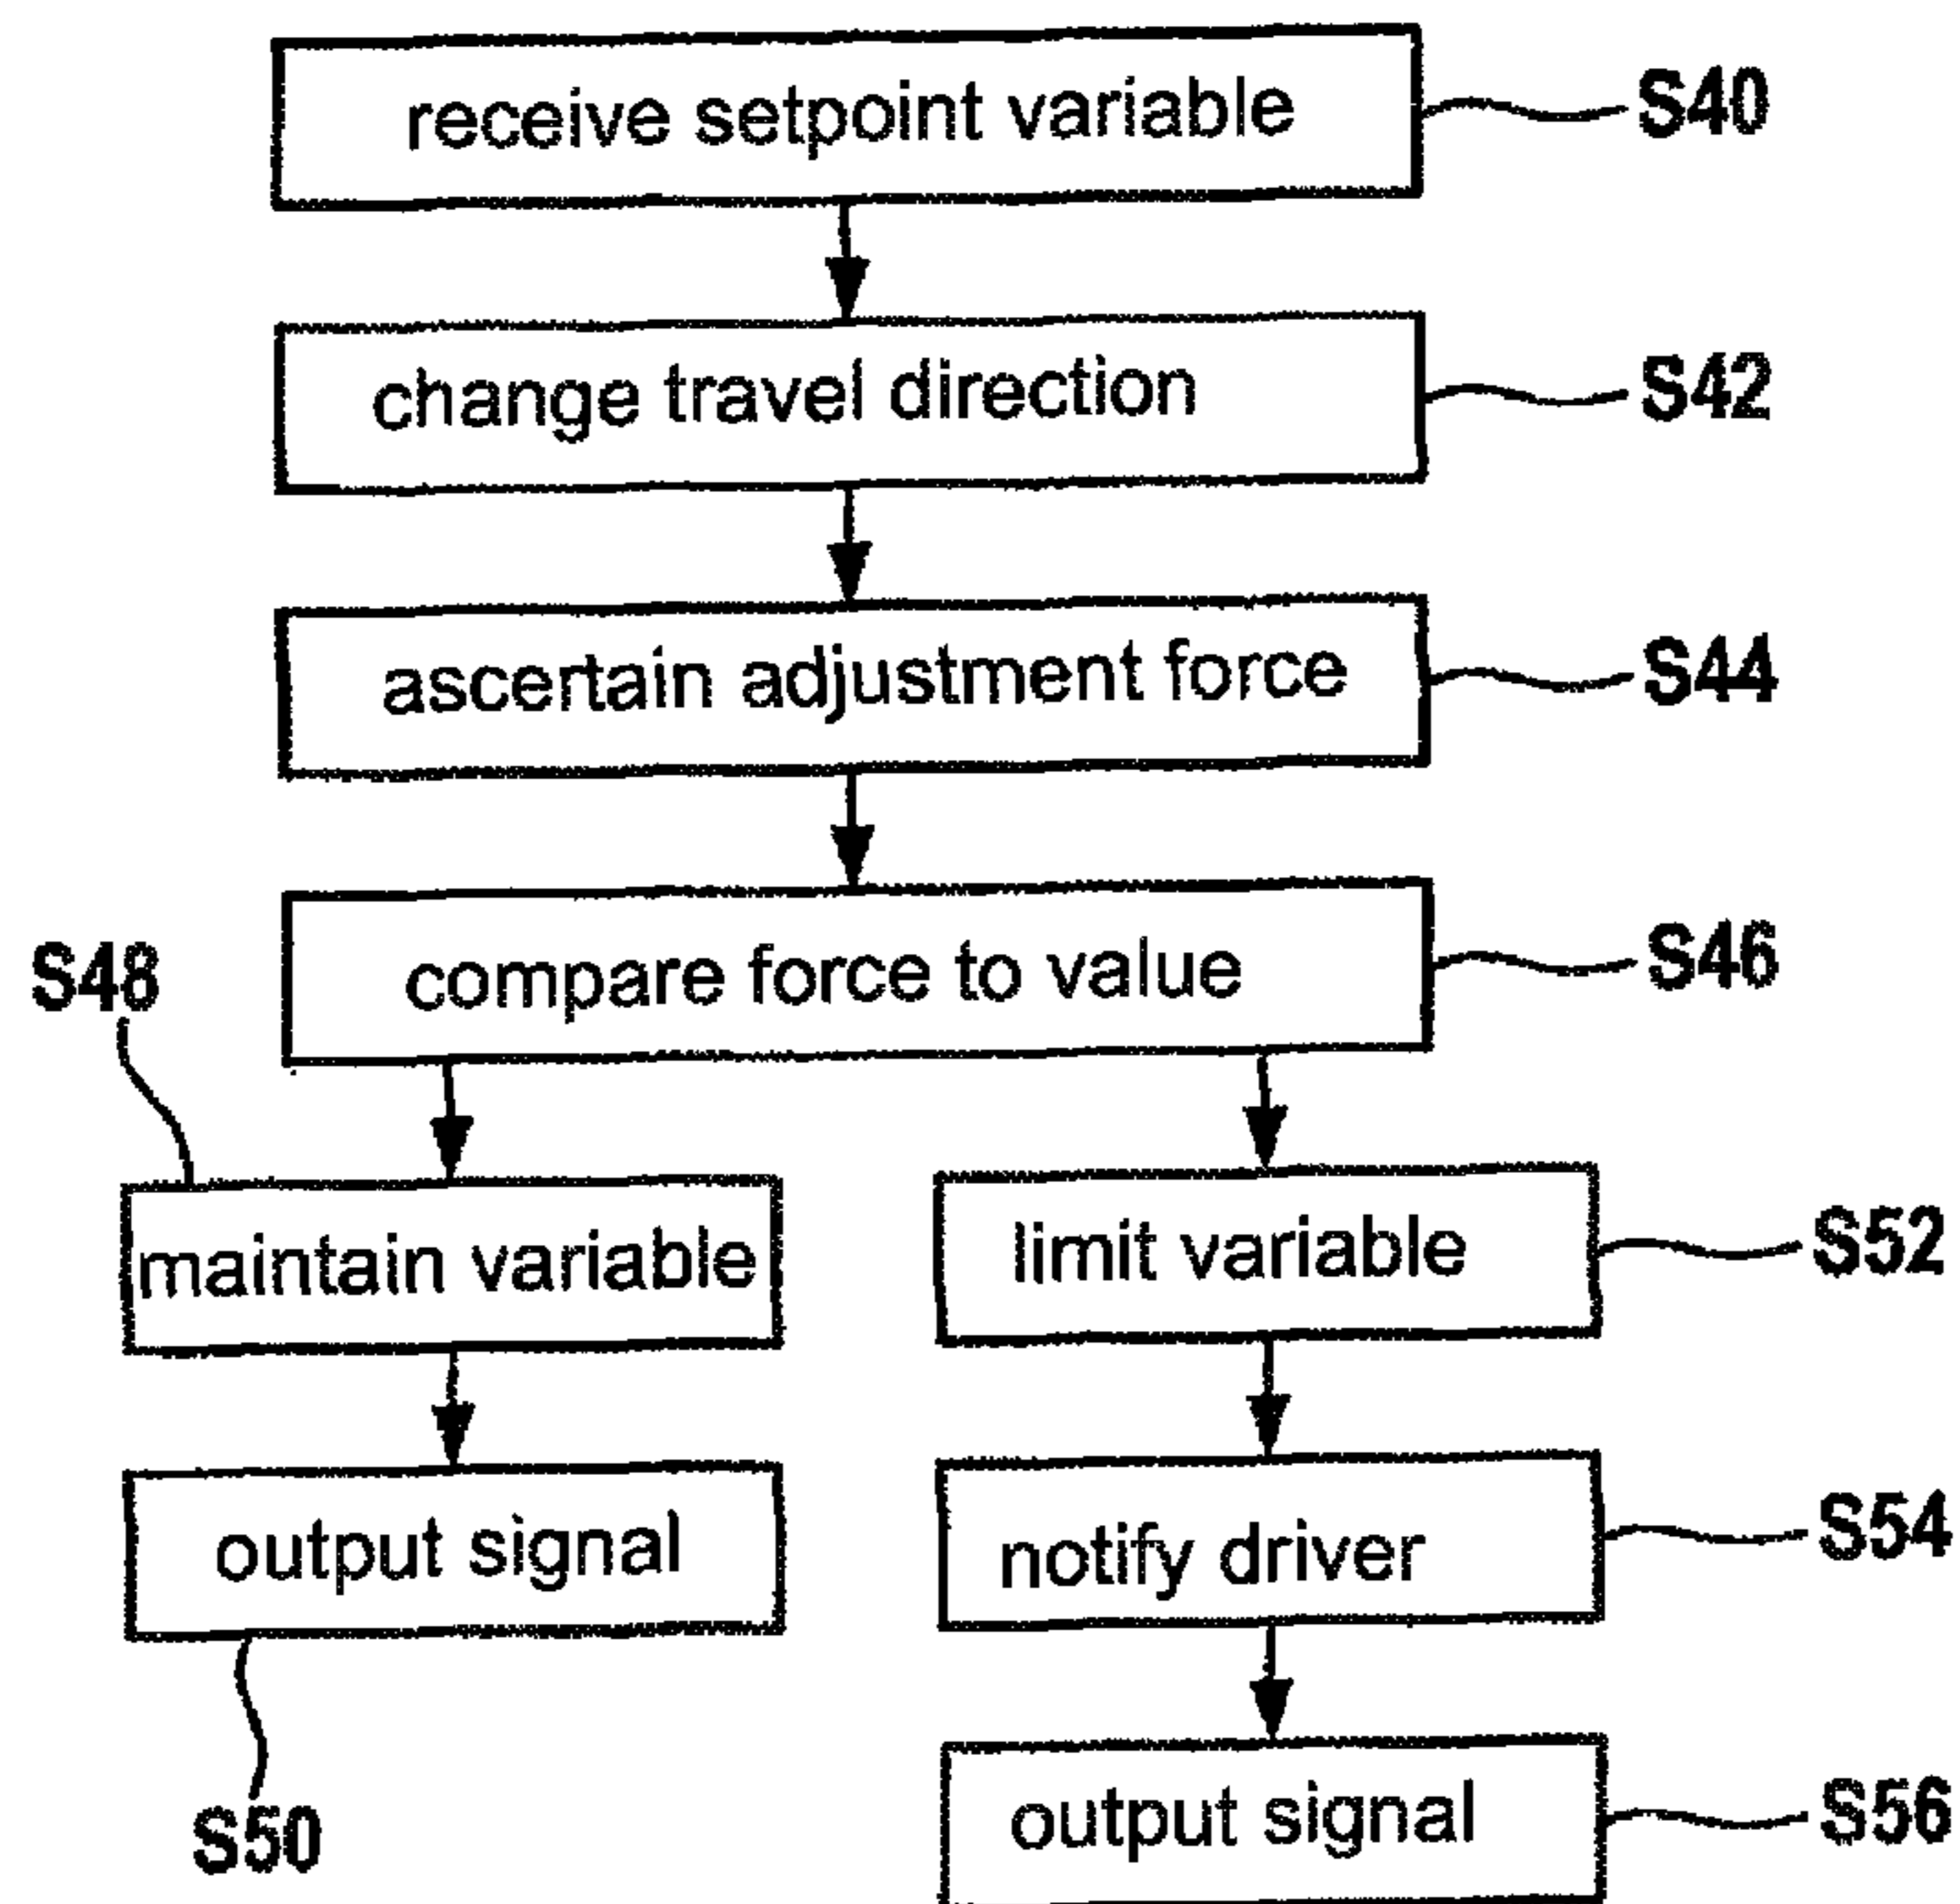 receive setpoint variable
S40
change travel direction
S42
ascertain adjustment force
S44
compare force to value
S46
S48
maintain variable
limit variable
S52
output signal
notify driver
S54
S50
output signal
S56